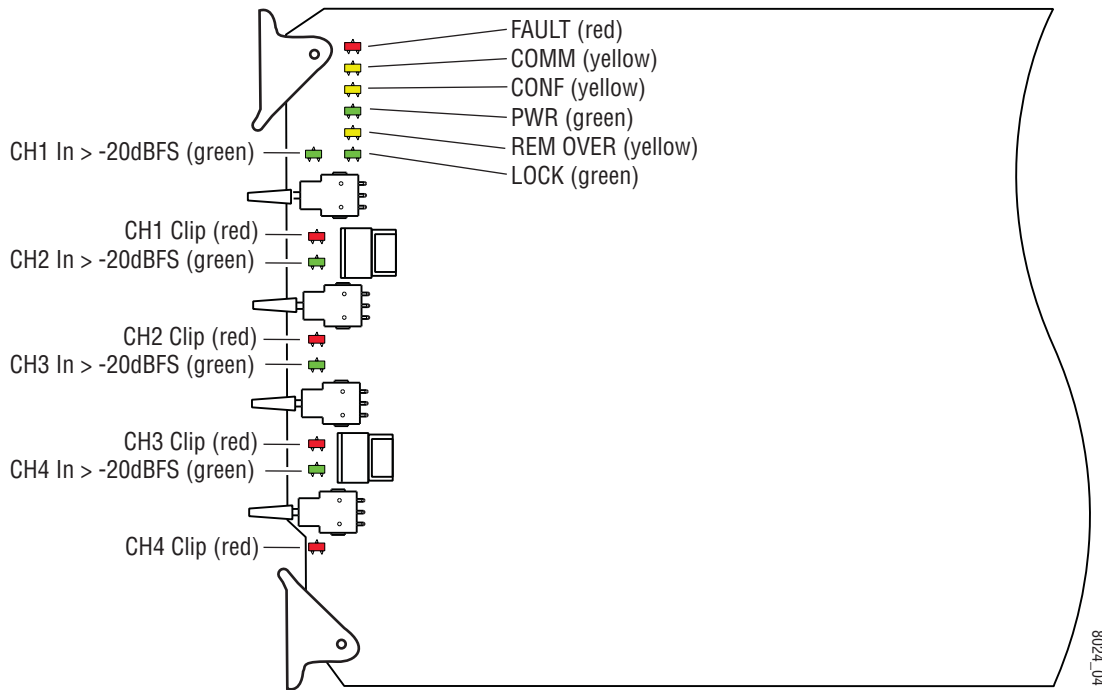 FAULT (red)
COMM (yellow)
CONF (yellow)
PWR (green)
REM OVER (yellow)
LOCK (green)
CH1 In > -20dBFS (green)
CH1 Clip (red)
CH2 In > -20dBFS (green)
CH2 Clip (red)
CH3 In > -20dBFS (green)
CH3 Clip (red)
CH4 In > -20dBFS (green)
CH4 Clip (red)
8024_04